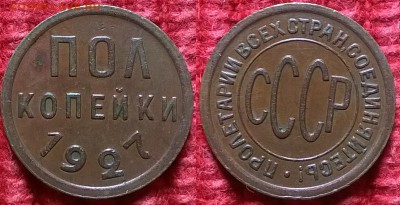 ПОЛ
КОПЕЙКИ
1927
ПРОЛЕТАРИИ ВСЕХ СТРАН, СОЕДИНЯЙТЕСЬ!
СССР